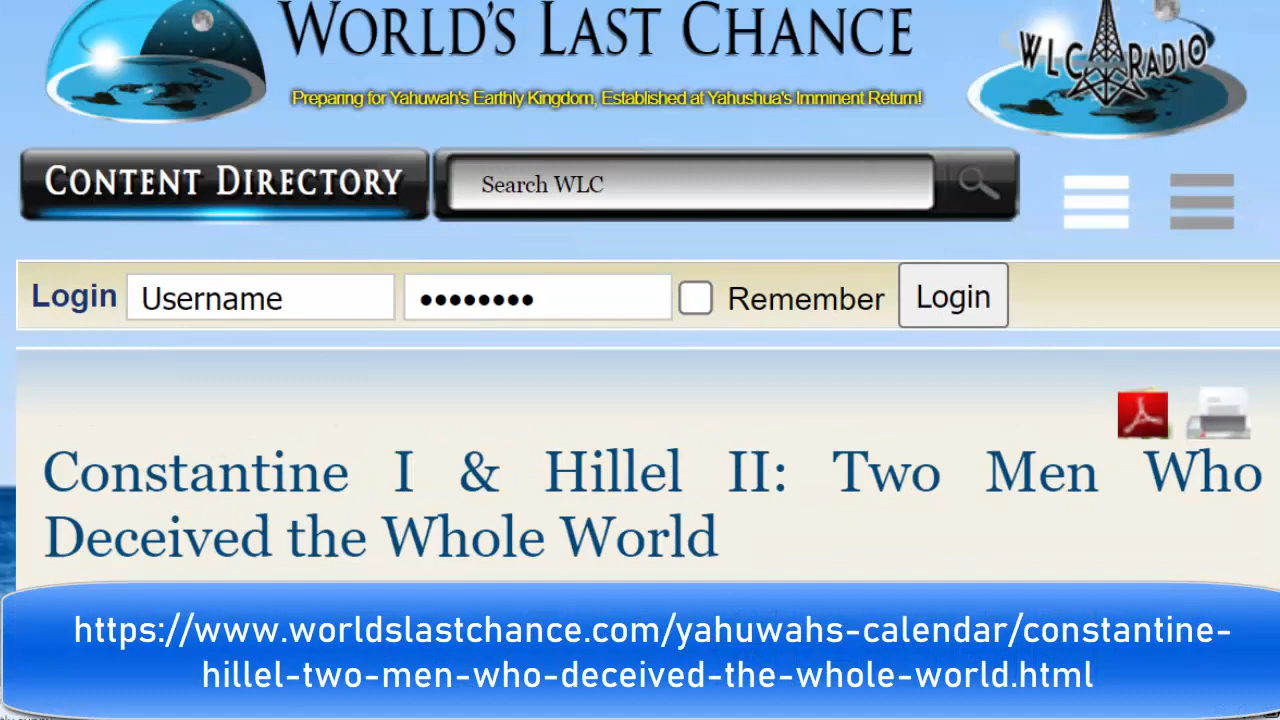 WORLD'S LAST CHANCE
Preparing for Yahuwah's Earthly Kingdom, Established at Yahushua's Imminent Return!
WLC RADIO
CONTENT DIRECTORY
Search WLC
Login Username •••••••• Remember Login
Constantine I & Hillel II: Two Men Who
Deceived the Whole World
https://www.worldslastchance.com/yahuwahs-calendar/constantine-
hillel-two-men-who-deceived-the-whole-world.html